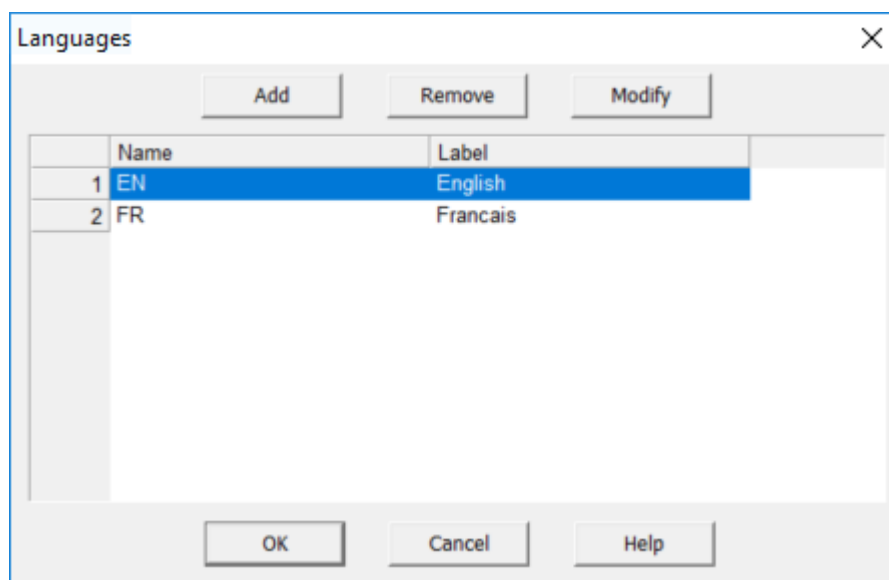 Languages
Add Remove Modify
Name Label
1 EN English
2 FR Francais
OK Cancel Help